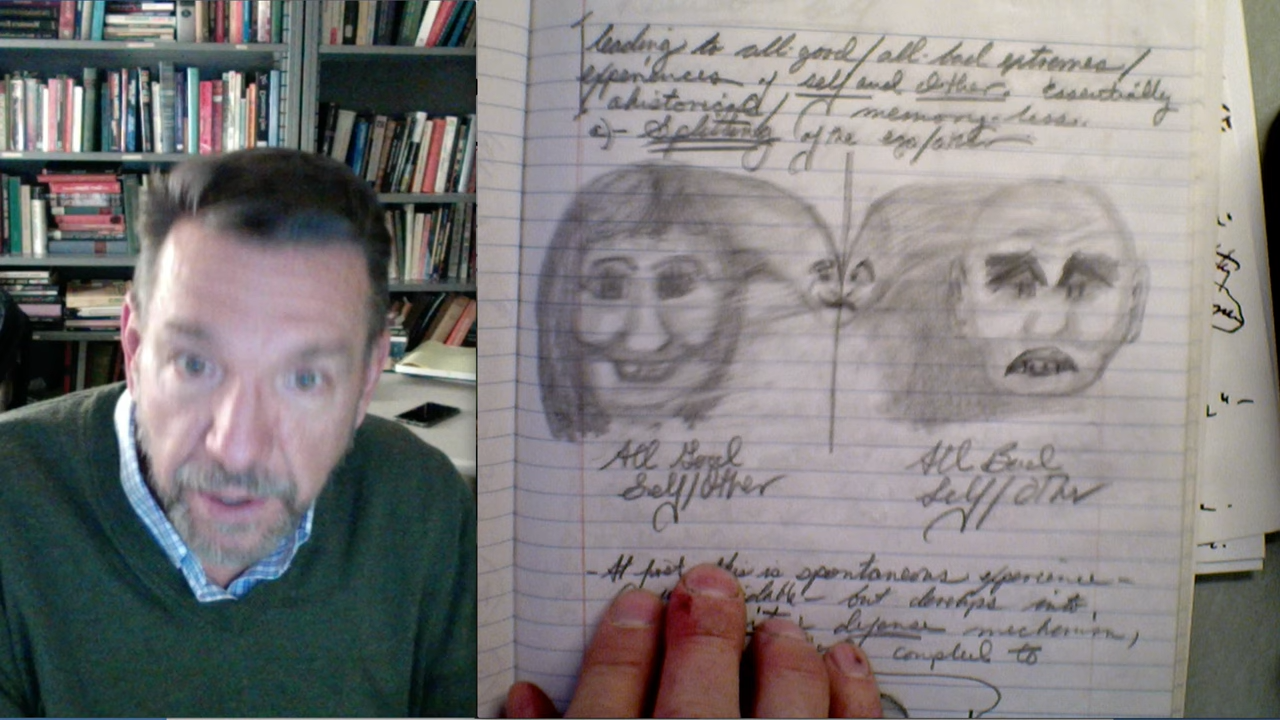 leading to all-good/all-bad extremes/
experiences of self and other. Essentially
ahistorical/ memory-less.
c)- Splitting of the ego/other
All Good
Self/Other
All Bad
Self/Other
- At first this is spontaneous experience -
but develops into
defense mechanism,
compelled to